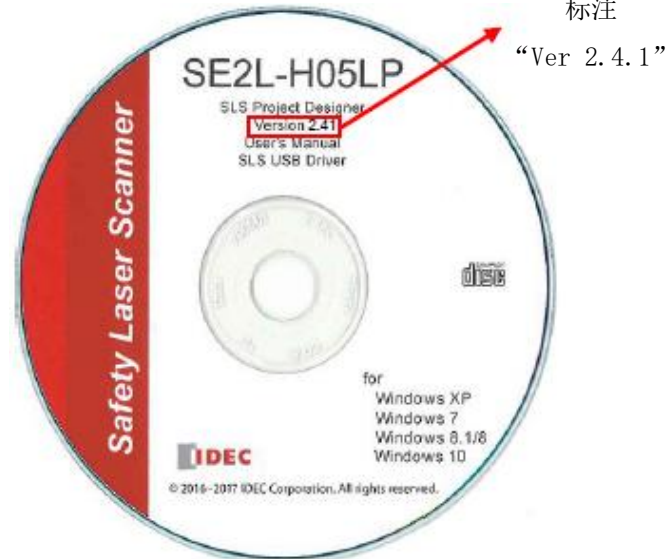 标注
“Ver 2.4.1”
SE2L-H05LP
SLS Project Designer
Version 2.41
User's Manual
SLS USB Driver
Safety Laser Scanner
disc
for
Windows XP
Windows 7
Windows 8.1/8
Windows 10
IDEC
© 2016-2017 IDEC Corporation. All rights reserved.